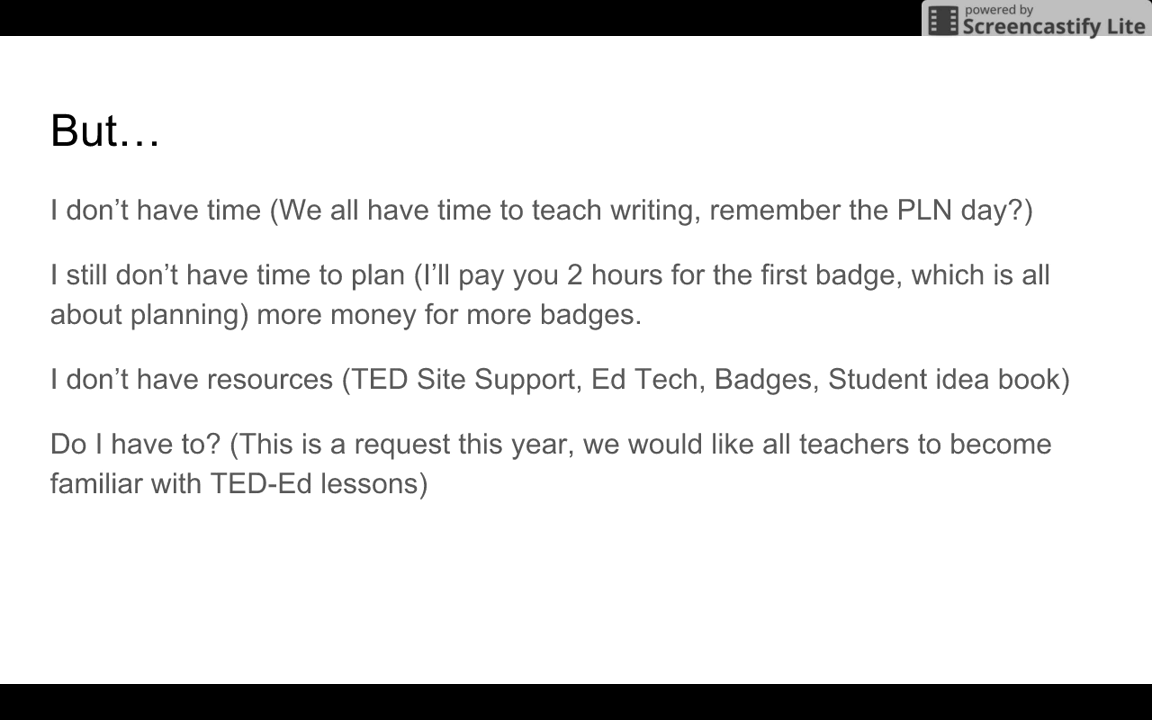 powered by
Screencastify Lite
But…
I don’t have time (We all have time to teach writing, remember the PLN day?)
I still don’t have time to plan (I’ll pay you 2 hours for the first badge, which is all
about planning) more money for more badges.
I don’t have resources (TED Site Support, Ed Tech, Badges, Student idea book)
Do I have to? (This is a request this year, we would like all teachers to become
familiar with TED-Ed lessons)